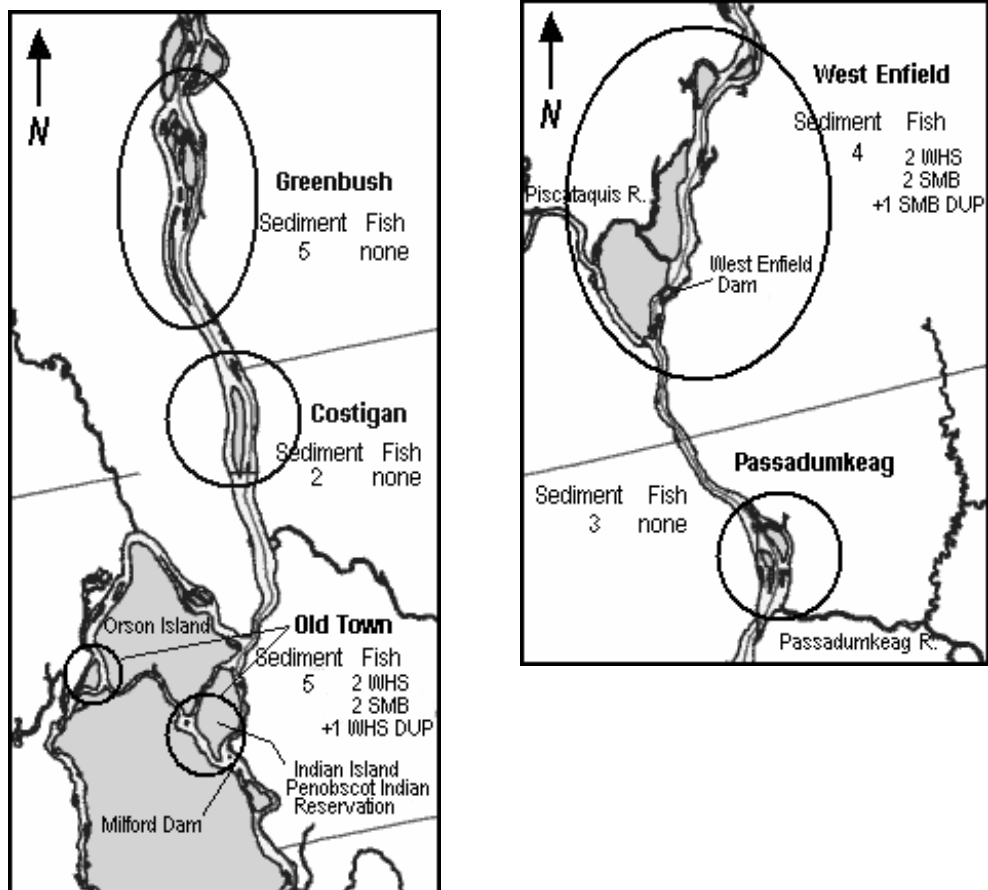 N
Greenbush
Sediment Fish
5 none
Costigan
Sediment Fish
2 none
Orson Island
Old Town
Sediment Fish
5 2 WHS
2 SMB
+1 WHS DUP
Indian Island
Penobscot Indian
Reservation
Milford Dam
N
West Enfield
Sediment Fish
4 2 WHS
2 SMB
+1 SMB DUP
Piscataquis R.
West Enfield
Dam
Passadumkeag
Sediment Fish
3 none
Passadumkeag R.